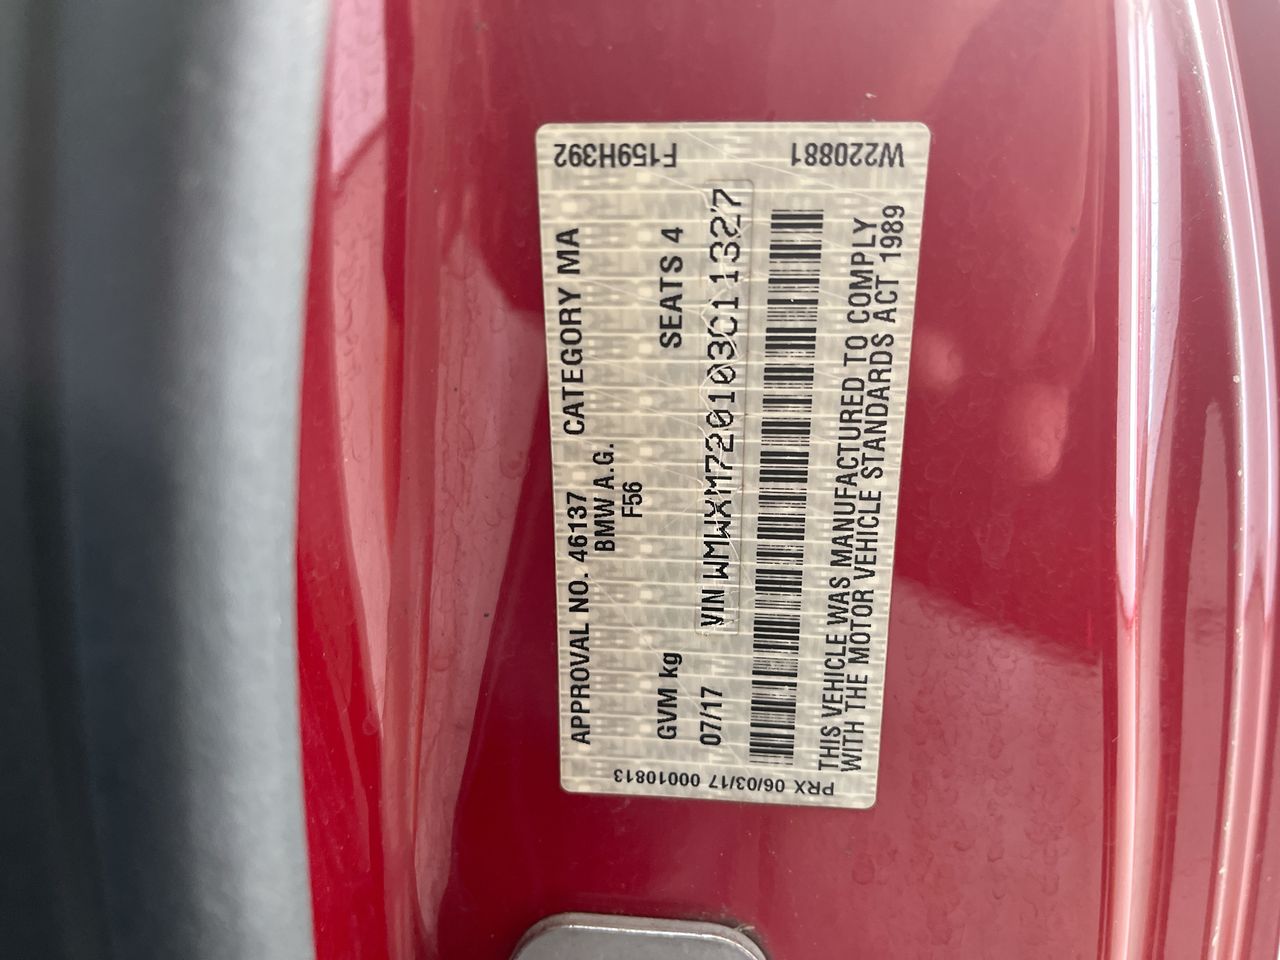 APPROVAL NO. 46137 CATEGORY MA
BMW A.G.
F56
GVM kg SEATS 4
07/17 VIN WMWXM720103C11327
THIS VEHICLE WAS MANUFACTURED TO COMPLY
WITH THE MOTOR VEHICLE STANDARDS ACT 1989
F159H392
W220881
PRX 06/03/17 00010813